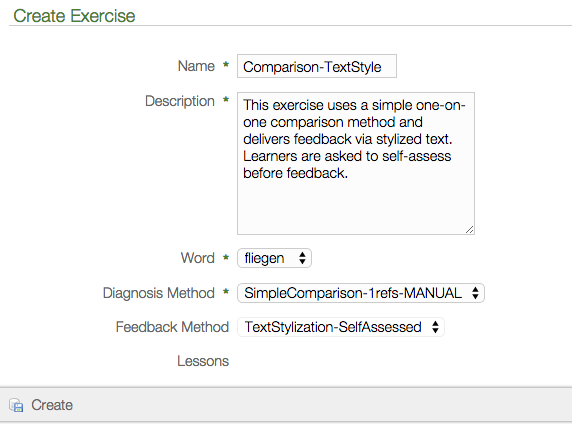 Create Exercise
Name * Comparison-TextStyle
Description * This exercise uses a simple one-on-
one comparison method and
delivers feedback via stylized text.
Learners are asked to self-assess
before feedback.
Word * fliegen
Diagnosis Method * SimpleComparison-1refs-MANUAL
Feedback Method TextStylization-SelfAssessed
Lessons
Create